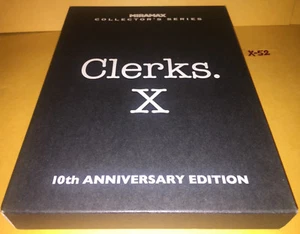 MIRAMAX
COLLECTOR'S SERIES
X-52
Clerks.
X
10th ANNIVERSARY EDITION